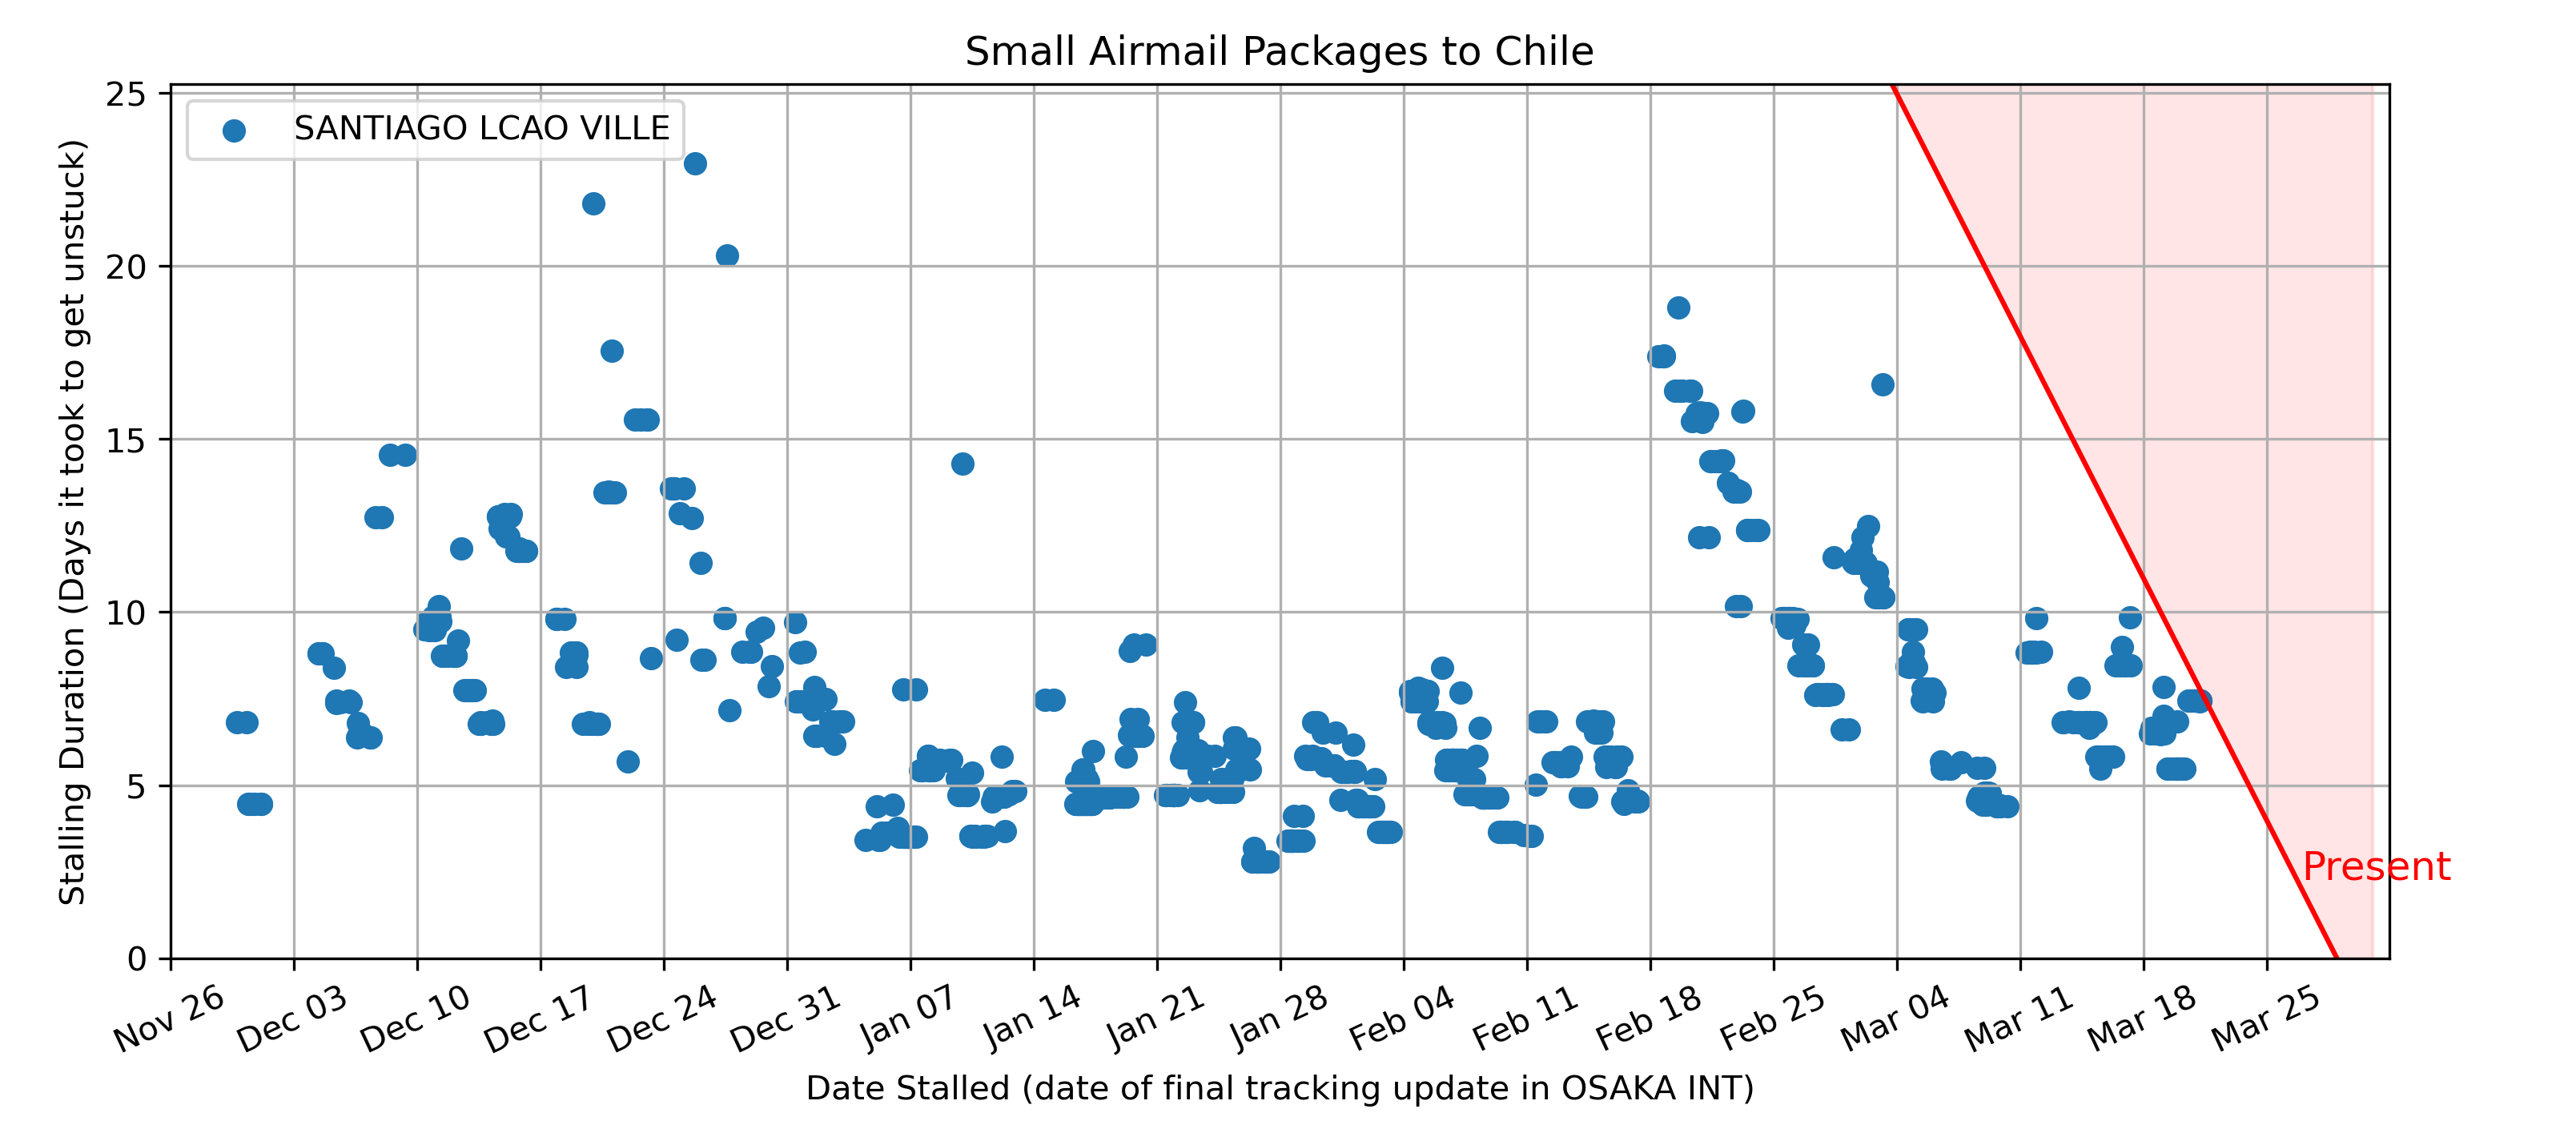 Small Airmail Packages to Chile
SANTIAGO LCAO VILLE
Stalling Duration (Days it took to get unstuck)
25
20
15
10
5
0
Present
Nov 26
Dec 03
Dec 10
Dec 17
Dec 24
Dec 31
Jan 07
Jan 14
Jan 21
Jan 28
Feb 04
Feb 11
Feb 18
Feb 25
Mar 04
Mar 11
Mar 18
Mar 25
Date Stalled (date of final tracking update in OSAKA INT)